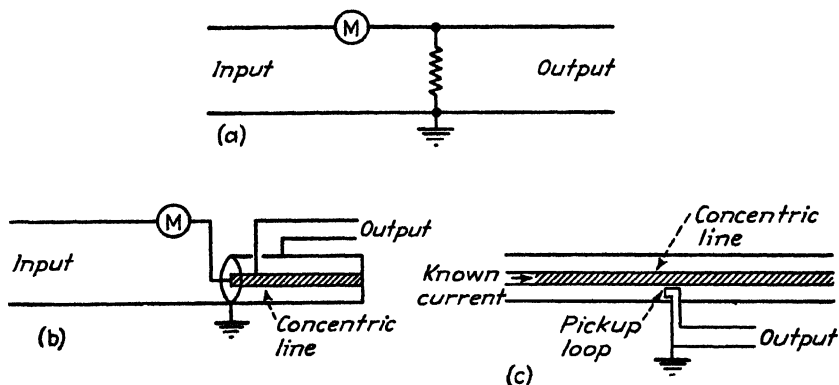 M
Input
Output
(a)
M
Output
Input
Concentric
line
(b)
Concentric
line
Known
current
Pickup
loop
Output
(c)